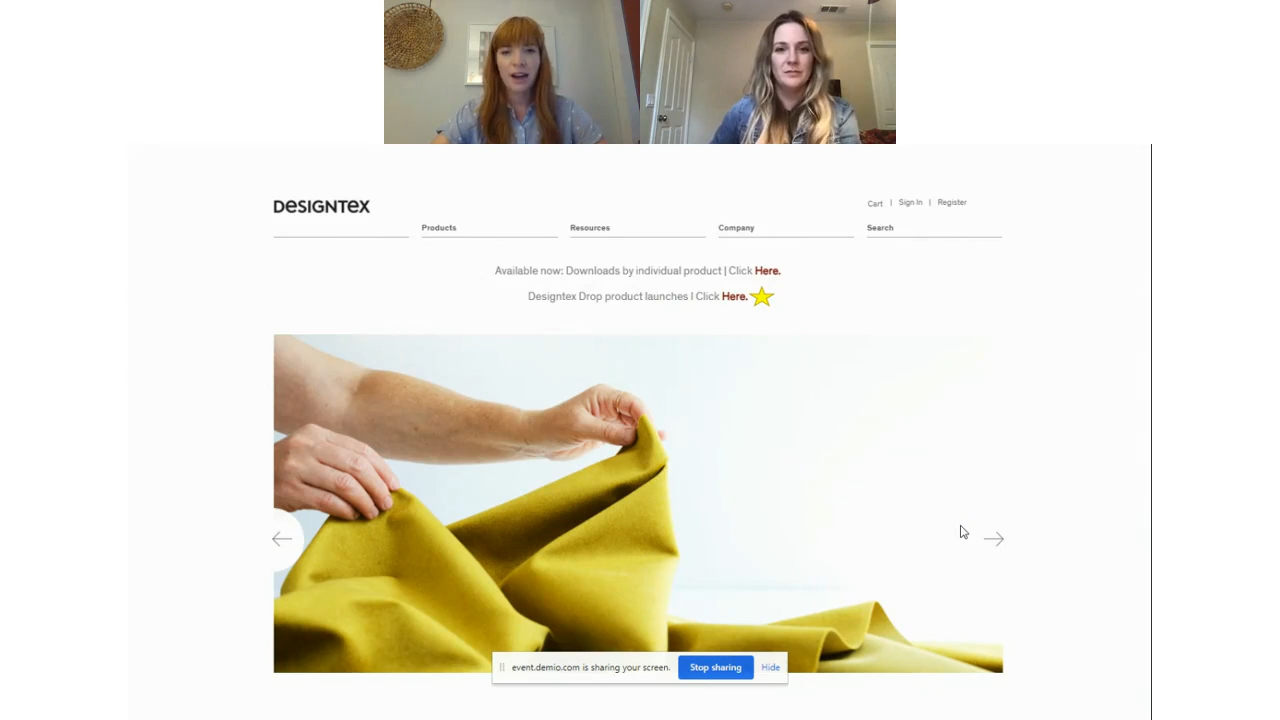 DESIGNTEX
Cart | Sign In | Register
Products Resources Company Search
Available now: Downloads by individual product | Click Here.
Designtex Drop product launches I Click Here.
event.demio.com is sharing your screen. Stop sharing Hide